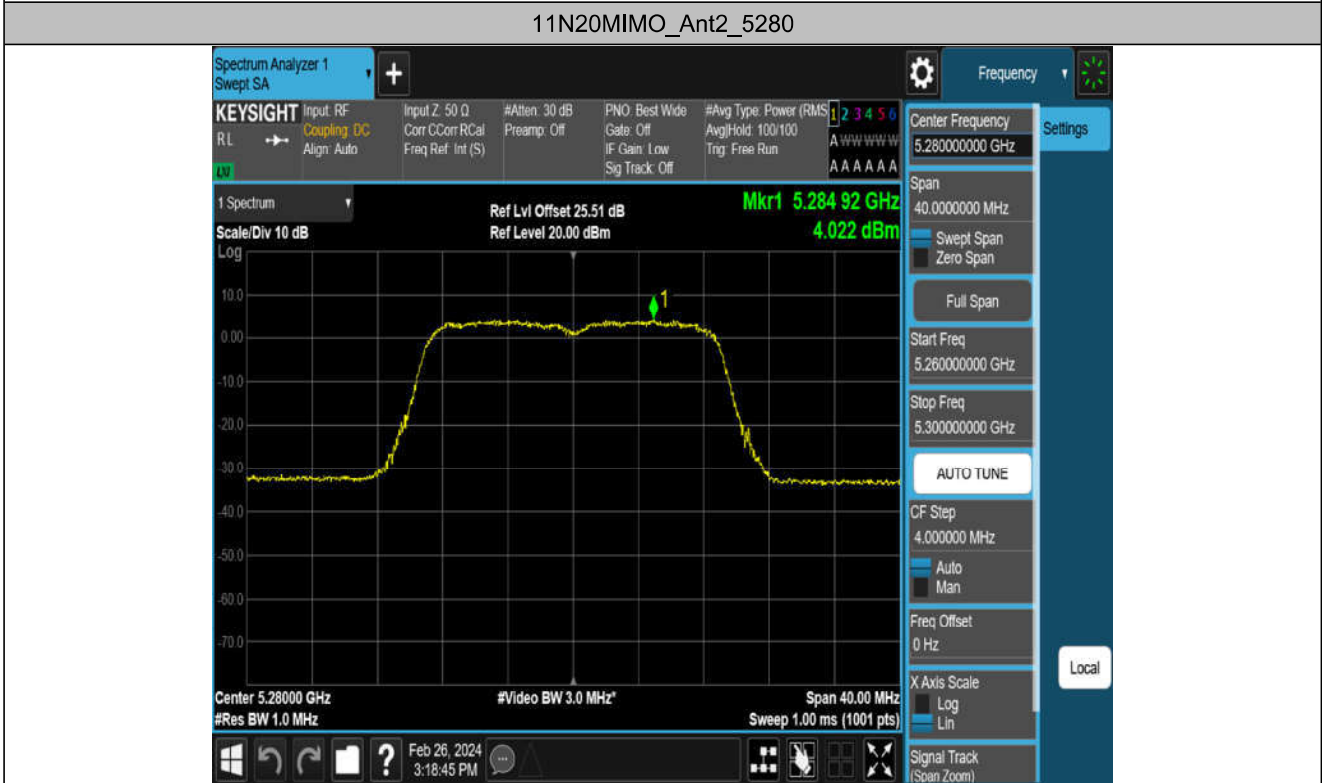 11N20MIMO_Ant2_5280
Spectrum Analyzer 1
Swept SA
+
Frequency
KEYSIGHT
RL
LXI
Input: RF
Coupling: DC
Align: Auto
Input Z: 50 Ω
Corr CCorr RCal
Freq Ref: Int (S)
#Atten: 30 dB
Preamp: Off
PNO: Best Wide
Gate: Off
IF Gain: Low
Sig Track: Off
#Avg Type: Power (RMS
Avg|Hold: 100/100
Trig: Free Run
1 2 3 4 5 6
A W W W W W
A A A A A A
Center Frequency
5.280000000 GHz
Settings
1 Spectrum
Scale/Div 10 dB
Log
Ref Lvl Offset 25.51 dB
Ref Level 20.00 dBm
Mkr1 5.284 92 GHz
4.022 dBm
10.0
0.00
-10.0
-20.0
-30.0
-40.0
-50.0
-60.0
-70.0
1
Center 5.28000 GHz
#Res BW 1.0 MHz
#Video BW 3.0 MHz*
Span 40.00 MHz
Sweep 1.00 ms (1001 pts)
Span
40.0000000 MHz
Swept Span
Zero Span
Full Span
Start Freq
5.260000000 GHz
Stop Freq
5.300000000 GHz
AUTO TUNE
CF Step
4.000000 MHz
Auto
Man
Freq Offset
0 Hz
X Axis Scale
Log
Lin
Signal Track
(Span Zoom)
Local
?
Feb 26, 2024
3:18:45 PM